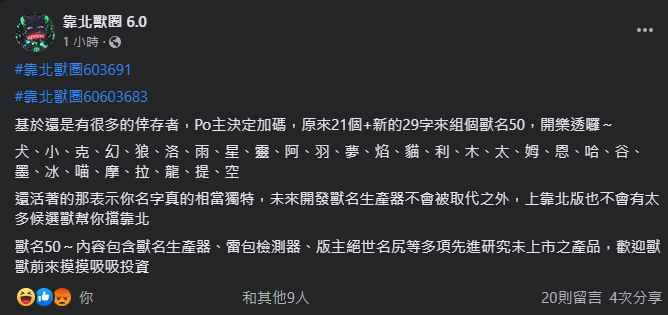 靠北獸圈 6.0
1 小時 ·
#靠北獸圈603691
#靠北獸圈60603683
基於還是有很多的倖存者，Po主決定加碼，原來21個+新的29字來組個獸名50，開樂透囉～
犬、小、克、幻、狼、洛、雨、星、靈、阿、羽、夢、焰、貓、利、木、太、姆、恩、哈、谷、
墨、冰、喵、摩、拉、龍、提、空
還活著的那表示你名字真的相當獨特，未來開發獸名生產器不會被取代之外，上靠北版也不會有太
多候選獸幫你擋靠北
獸名50～內容包含獸名生產器、雷包檢測器、版主絕世名尻等多項先進研究未上市之產品，歡迎獸
獸前來摸摸吸吸投資
你
和其他9人
20則留言
4次分享